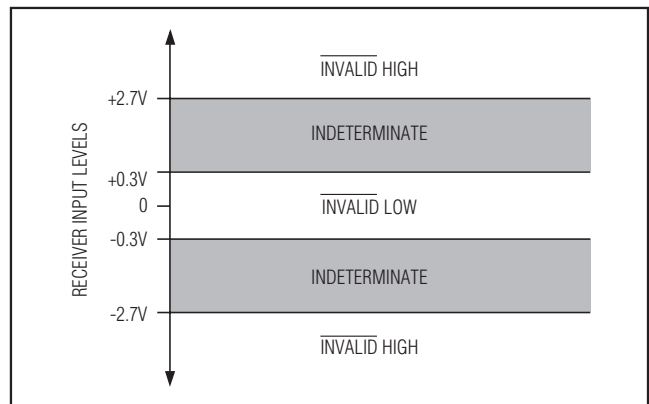 INVALID HIGH
+2.7V
INDETERMINATE
+0.3V
0
INVALID LOW
-0.3V
INDETERMINATE
-2.7V
INVALID HIGH
RECEIVER INPUT LEVELS